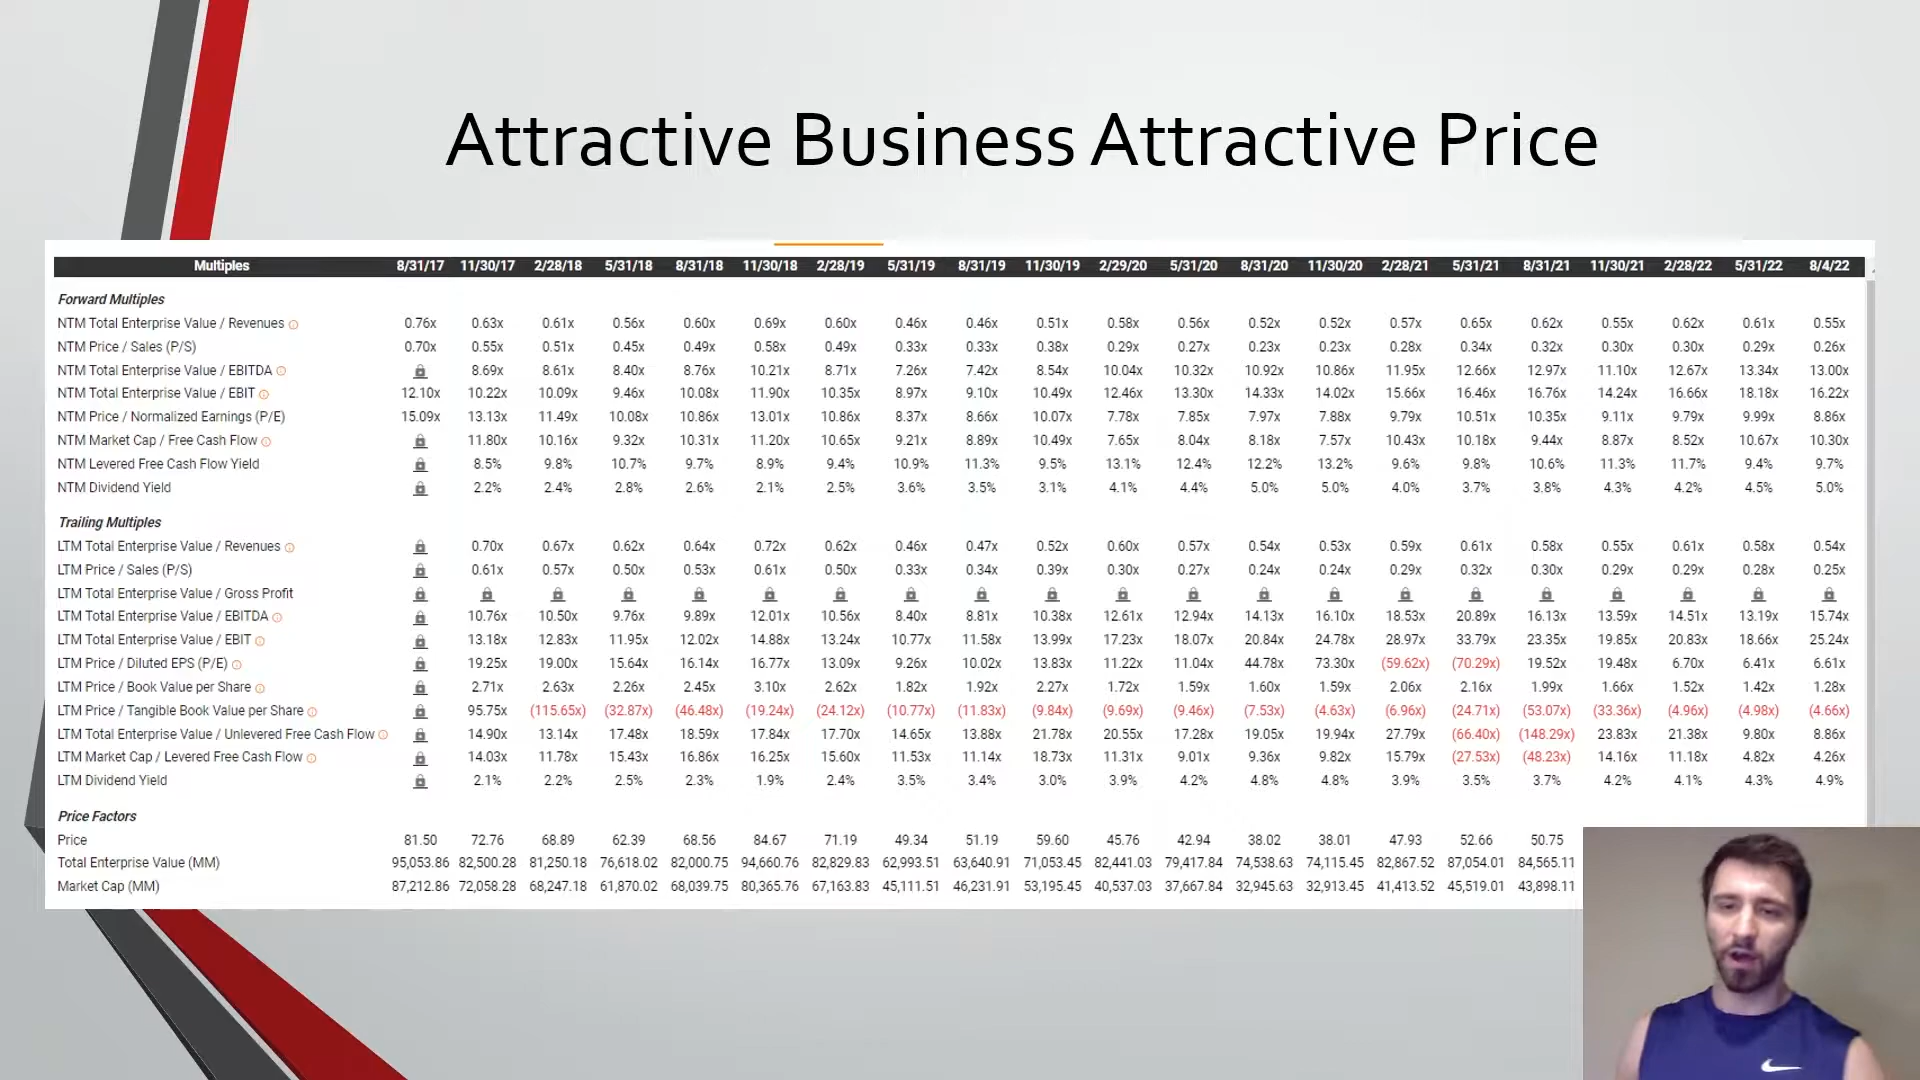 Attractive Business Attractive Price
Multiples 8/31/17 11/30/17 2/28/18 5/31/18 8/31/18 11/30/18 2/28/19 5/31/19 8/31/19 11/30/19 2/29/20 5/31/20 8/31/20 11/30/20 2/28/21 5/31/21 8/31/21 11/30/21 2/28/22 5/31/22 8/4/22
Forward Multiples
NTM Total Enterprise Value / Revenues 0.76x 0.63x 0.61x 0.56x 0.60x 0.69x 0.60x 0.46x 0.46x 0.51x 0.58x 0.56x 0.52x 0.52x 0.57x 0.65x 0.62x 0.55x 0.62x 0.61x 0.55x
NTM Price / Sales (P/S) 0.70x 0.55x 0.51x 0.45x 0.49x 0.58x 0.49x 0.33x 0.33x 0.38x 0.29x 0.27x 0.23x 0.23x 0.28x 0.34x 0.32x 0.30x 0.30x 0.29x 0.26x
NTM Total Enterprise Value / EBITDA 8.69x 8.61x 8.40x 8.76x 10.21x 8.71x 7.26x 7.42x 8.54x 10.04x 10.32x 10.92x 10.86x 11.95x 12.66x 12.97x 11.10x 12.67x 13.34x 13.00x
NTM Total Enterprise Value / EBIT 12.10x 10.22x 10.09x 9.46x 10.08x 11.90x 10.35x 8.97x 9.10x 10.49x 12.46x 13.30x 14.33x 14.02x 15.66x 16.46x 16.76x 14.24x 16.66x 18.18x 16.22x
NTM Price / Normalized Earnings (P/E) 15.09x 13.13x 11.49x 10.08x 10.86x 13.01x 10.86x 8.37x 8.66x 10.07x 7.78x 7.85x 7.97x 7.88x 9.79x 10.51x 10.35x 9.11x 9.79x 9.99x 8.86x
NTM Market Cap / Free Cash Flow 11.80x 10.16x 9.32x 10.31x 11.20x 10.65x 9.21x 8.89x 10.49x 7.65x 8.04x 8.18x 7.57x 10.43x 10.18x 9.44x 8.87x 8.52x 10.67x 10.30x
NTM Levered Free Cash Flow Yield 8.5% 9.8% 10.7% 9.7% 8.9% 9.4% 10.9% 11.3% 9.5% 13.1% 12.4% 12.2% 13.2% 9.6% 9.8% 10.6% 11.3% 11.7% 9.4% 9.7%
NTM Dividend Yield 2.2% 2.4% 2.8% 2.6% 2.1% 2.5% 3.6% 3.5% 3.1% 4.1% 4.4% 5.0% 5.0% 4.0% 3.7% 3.8% 4.3% 4.2% 4.5% 5.0%
Trailing Multiples
LTM Total Enterprise Value / Revenues 0.70x 0.67x 0.62x 0.64x 0.72x 0.62x 0.46x 0.47x 0.52x 0.60x 0.57x 0.54x 0.53x 0.59x 0.61x 0.58x 0.55x 0.61x 0.58x 0.54x
LTM Price / Sales (P/S) 0.61x 0.57x 0.50x 0.53x 0.61x 0.50x 0.33x 0.34x 0.39x 0.30x 0.27x 0.24x 0.24x 0.29x 0.32x 0.30x 0.29x 0.29x 0.28x 0.25x
LTM Total Enterprise Value / Gross Profit
LTM Total Enterprise Value / EBITDA 10.76x 10.50x 9.76x 9.89x 12.01x 10.56x 8.40x 8.81x 10.38x 12.61x 12.94x 14.13x 16.10x 18.53x 20.89x 16.13x 13.59x 14.51x 13.19x 15.74x
LTM Total Enterprise Value / EBIT 13.18x 12.83x 11.95x 12.02x 14.88x 13.24x 10.77x 11.58x 13.99x 17.23x 18.07x 20.84x 24.78x 28.97x 33.79x 23.35x 19.85x 20.83x 18.66x 25.24x
LTM Price / Diluted EPS (P/E) 19.25x 19.00x 15.64x 16.14x 16.77x 13.09x 9.26x 10.02x 13.83x 11.22x 11.04x 44.78x 73.30x (59.62x) (70.29x) 19.52x 19.48x 6.70x 6.41x 6.61x
LTM Price / Book Value per Share 2.71x 2.63x 2.26x 2.45x 3.10x 2.62x 1.82x 1.92x 2.27x 1.72x 1.59x 1.60x 1.59x 2.06x 2.16x 1.99x 1.66x 1.52x 1.42x 1.28x
LTM Price / Tangible Book Value per Share 95.75x (115.65x) (32.87x) (46.48x) (19.24x) (24.12x) (10.77x) (11.83x) (9.84x) (9.69x) (9.46x) (7.53x) (4.63x) (6.96x) (24.71x) (53.07x) (33.36x) (4.96x) (4.98x) (4.66x)
LTM Total Enterprise Value / Unlevered Free Cash Flow 14.90x 13.14x 17.48x 18.59x 17.84x 17.70x 14.65x 13.88x 21.78x 20.55x 17.28x 19.05x 19.94x 27.79x (66.40x) (148.29x) 23.83x 21.38x 9.80x 8.86x
LTM Market Cap / Levered Free Cash Flow 14.03x 11.78x 15.43x 16.86x 16.25x 15.60x 11.53x 11.14x 18.73x 11.31x 9.01x 9.36x 9.82x 15.79x (27.53x) (48.23x) 14.16x 11.18x 4.82x 4.26x
LTM Dividend Yield 2.1% 2.2% 2.5% 2.3% 1.9% 2.4% 3.5% 3.4% 3.0% 3.9% 4.2% 4.8% 4.8% 3.9% 3.5% 3.7% 4.2% 4.1% 4.3% 4.9%
Price Factors
Price 81.50 72.76 68.89 62.39 68.56 84.67 71.19 49.34 51.19 59.60 45.76 42.94 38.02 38.01 47.93 52.66 50.75
Total Enterprise Value (MM) 95,053.86 82,500.28 81,250.18 76,618.02 82,000.75 94,660.76 82,829.83 62,993.51 63,640.91 71,053.45 82,441.03 79,417.84 74,538.63 74,115.45 82,867.52 87,054.01 84,565.11
Market Cap (MM) 87,212.86 72,058.28 68,247.18 61,870.02 68,039.75 80,365.76 67,163.83 45,111.51 46,231.91 53,195.45 40,537.03 37,667.84 32,945.63 32,913.45 41,413.52 45,519.01 43,898.11